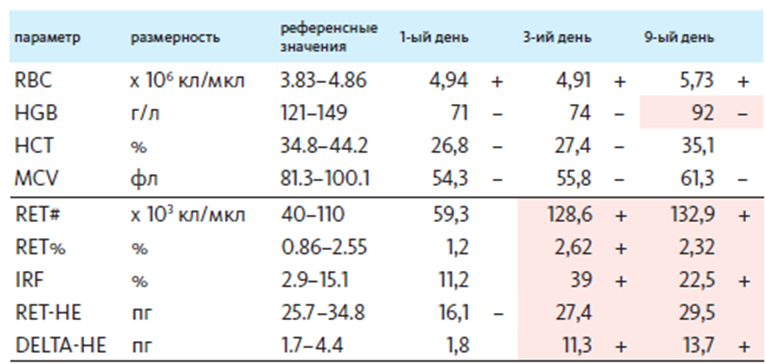 параметр размерность референсные значения 1-ый день 3-ий день 9-ый день
RBC x 10⁶ кл/мкл 3.83–4.86 4,94 + 4,91 + 5,73 +
HGB г/л 121–149 71 – 74 – 92 –
HCT % 34.8–44.2 26,8 – 27,4 – 35,1
MCV фл 81.3–100.1 54,3 – 55,8 – 61,3 –
RET# x 10³ кл/мкл 40–110 59,3 128,6 + 132,9 +
RET% % 0.86–2.55 1,2 2,62 + 2,32
IRF % 2.9–15.1 11,2 39 + 22,5 +
RET-HE пг 25.7–34.8 16,1 – 27,4 29,5
DELTA-HE пг 1.7–4.4 1,8 11,3 + 13,7 +